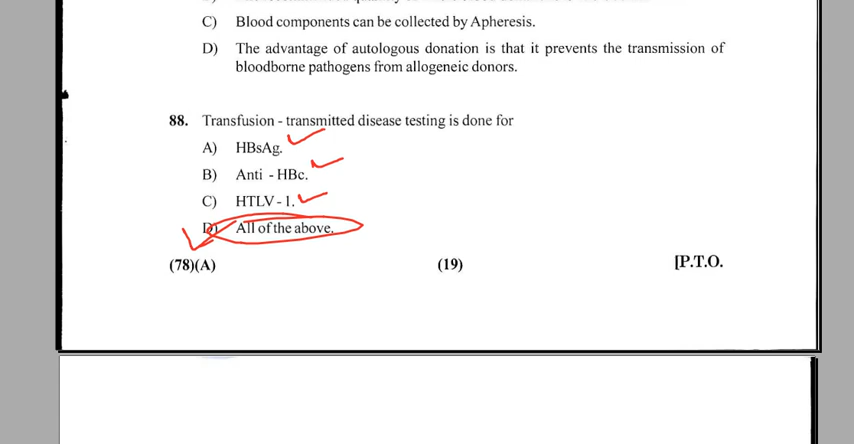 C) Blood components can be collected by Apheresis.
D) The advantage of autologous donation is that it prevents the transmission of
bloodborne pathogens from allogeneic donors.
88. Transfusion - transmitted disease testing is done for
A) HBsAg.
B) Anti - HBc.
C) HTLV - 1.
D) All of the above.
(78)(A) (19) [P.T.O.